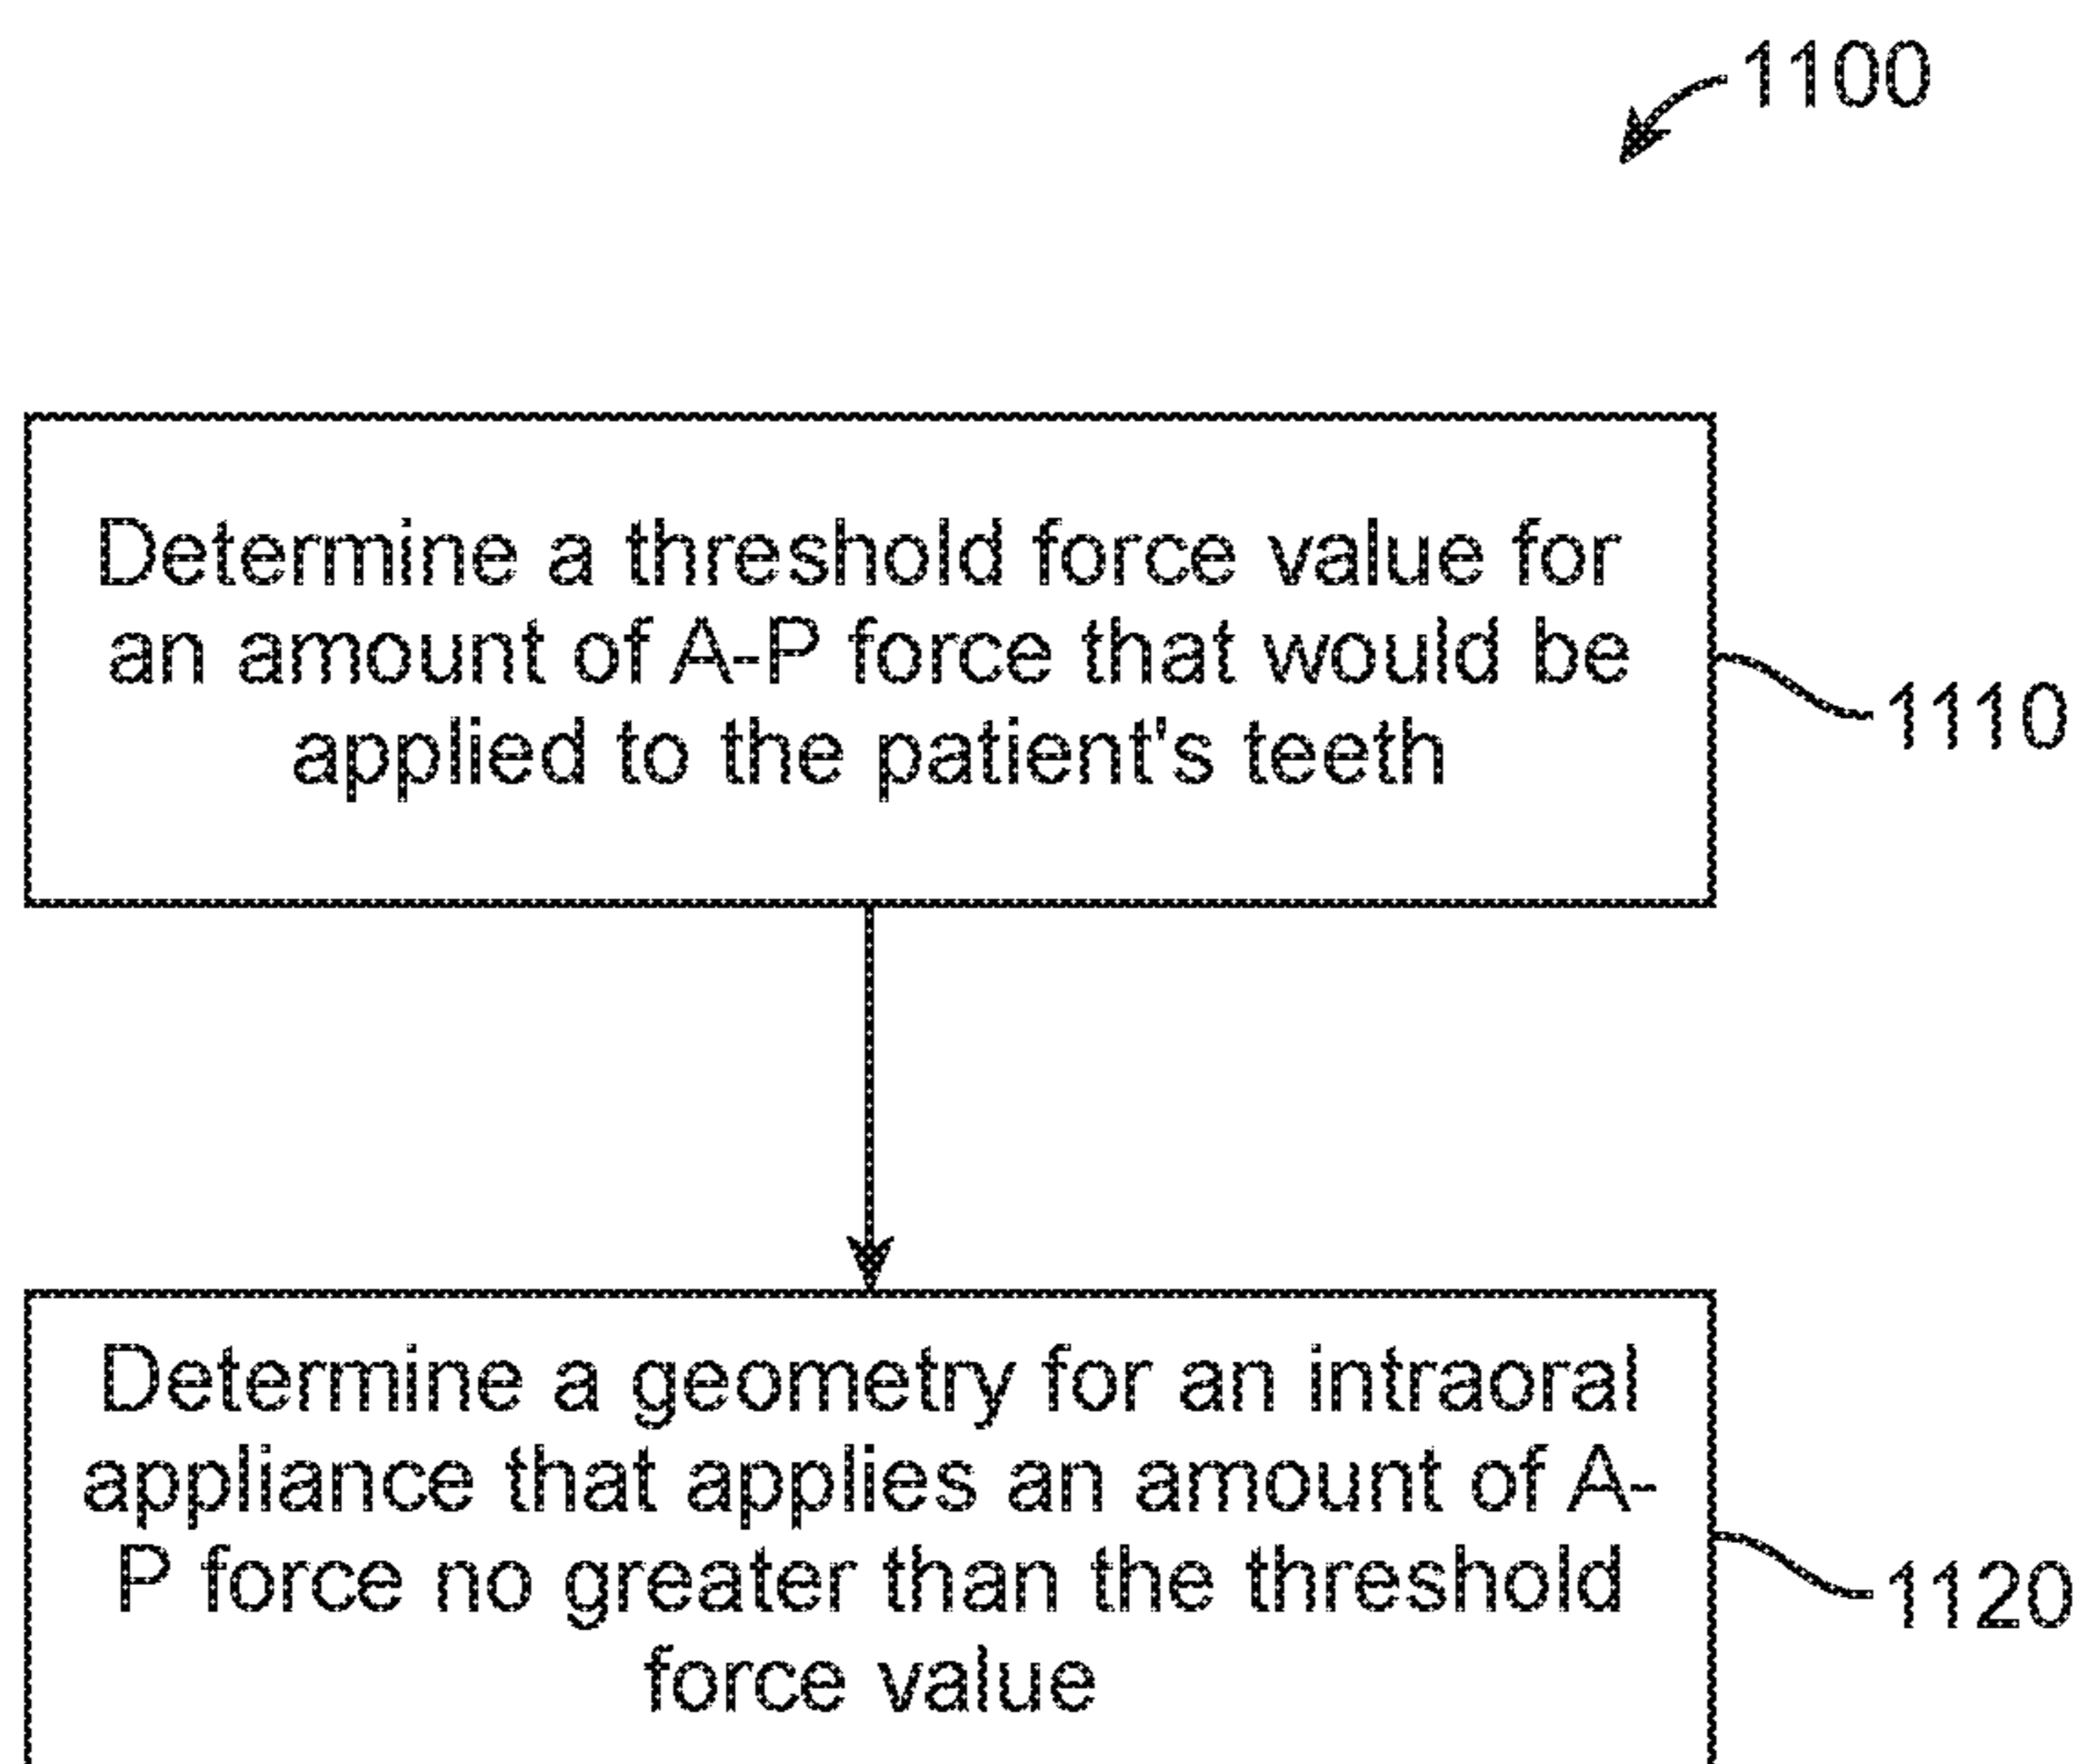 1100
Determine a threshold force value for
an amount of A-P force that would be
applied to the patient's teeth
1110
Determine a geometry for an intraoral
appliance that applies an amount of A-
P force no greater than the threshold
force value
1120